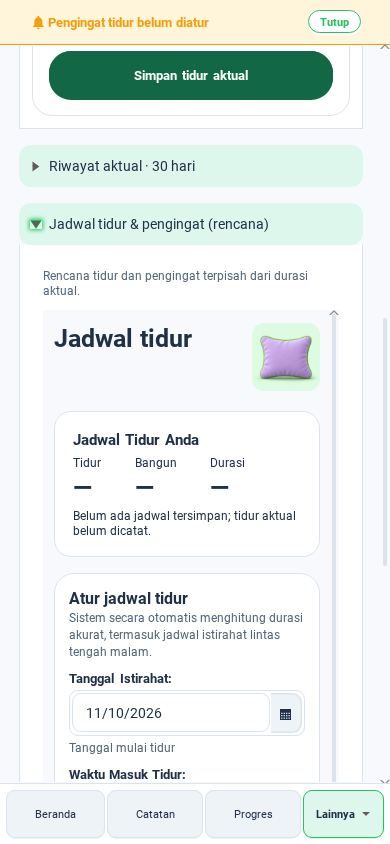 Pengingat tidur belum diatur
Tutup
Simpan tidur aktual
Riwayat aktual · 30 hari
Jadwal tidur & pengingat (rencana)
Rencana tidur dan pengingat terpisah dari durasi
aktual.
Jadwal tidur
Jadwal Tidur Anda
Tidur Bangun Durasi
— — —
Belum ada jadwal tersimpan; tidur aktual
belum dicatat.
Atur jadwal tidur
Sistem secara otomatis menghitung durasi
akurat, termasuk jadwal istirahat lintas
tengah malam.
Tanggal Istirahat:
11/10/2026
Tanggal mulai tidur
Waktu Masuk Tidur:
Beranda Catatan Progres Lainnya